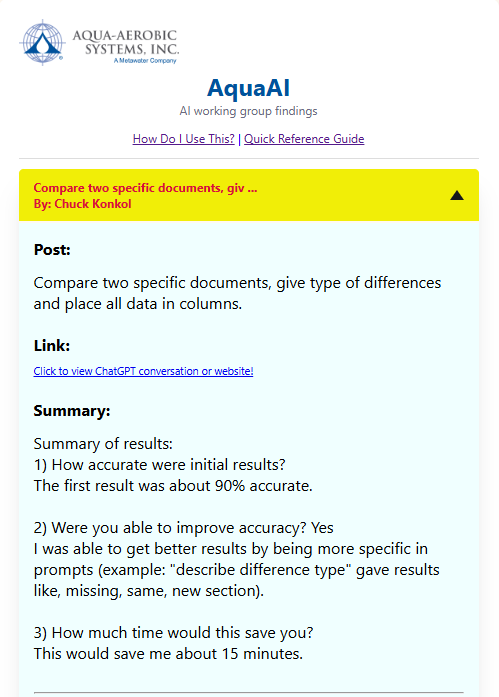 AQUA-AEROBIC
SYSTEMS, INC.
A Metawater Company
AquaAI
AI working group findings
How Do I Use This? | Quick Reference Guide
Compare two specific documents, giv ...
By: Chuck Konkol
Post:
Compare two specific documents, give type of differences
and place all data in columns.
Link:
Click to view ChatGPT conversation or website!
Summary:
Summary of results:
1) How accurate were initial results?
The first result was about 90% accurate.
2) Were you able to improve accuracy? Yes
I was able to get better results by being more specific in
prompts (example: "describe difference type" gave results
like, missing, same, new section).
3) How much time would this save you?
This would save me about 15 minutes.